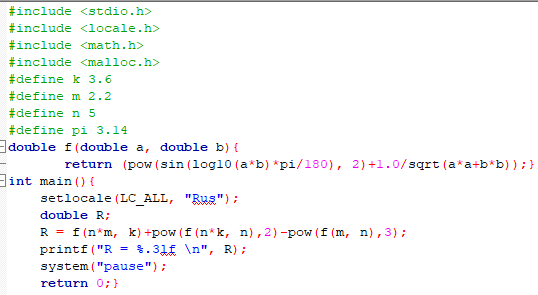 #include <stdio.h>
#include <locale.h>
#include <math.h>
#include <malloc.h>
#define k 3.6
#define m 2.2
#define n 5
#define pi 3.14
double f(double a, double b){
return (pow(sin(log10(a*b)*pi/180), 2)+1.0/sqrt(a*a+b*b));}
int main(){
setlocale(LC_ALL, "Rus");
double R;
R = f(n*m, k)+pow(f(n*k, n),2)-pow(f(m, n),3);
printf("R = %.3lf \n", R);
system("pause");
return 0;}